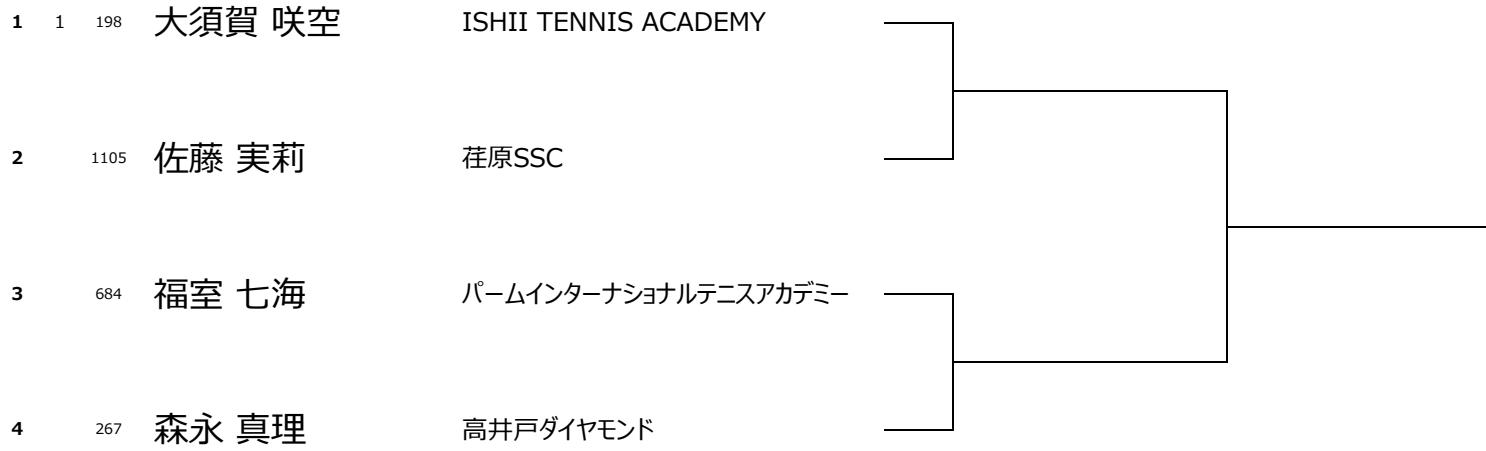 1 1 198 大須賀 咲空 ISHII TENNIS ACADEMY
2 1105 佐藤 実莉 荏原SSC
3 684 福室 七海 パームインターナショナルテニスアカデミー
4 267 森永 真理 高井戸ダイヤモンド